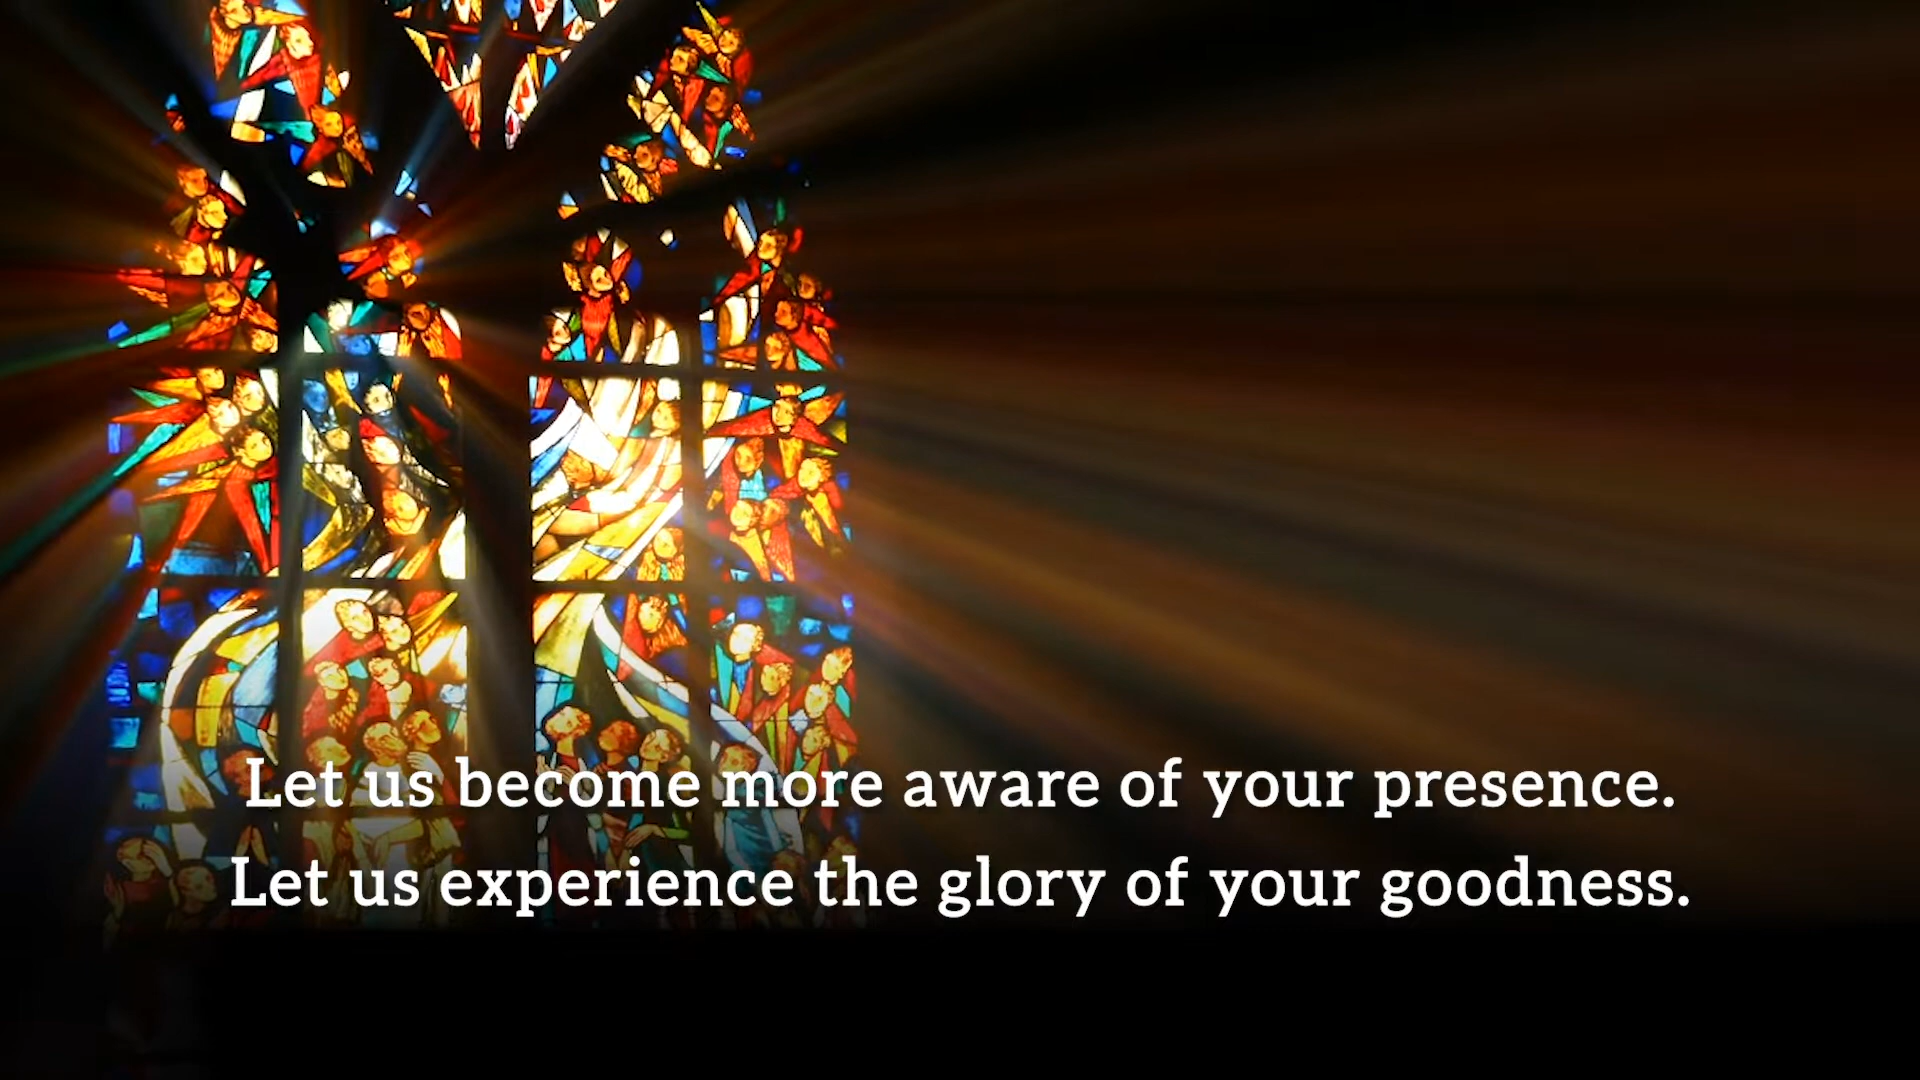 Let us become more aware of your presence.
Let us experience the glory of your goodness.